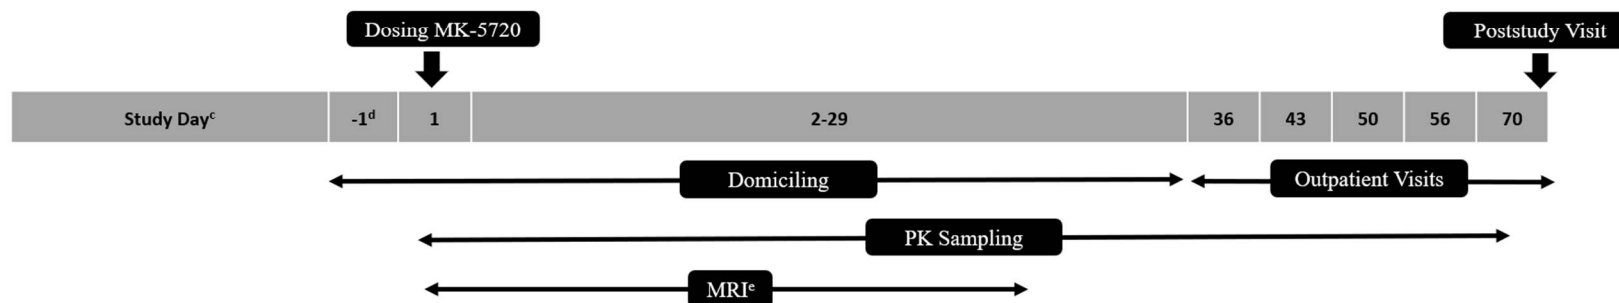 Dosing MK-5720
Poststudy Visit
Study Dayᶜ -1ᵈ 1 2-29 36 43 50 56 70
Domiciling
Outpatient Visits
PK Sampling
MRIᵉ